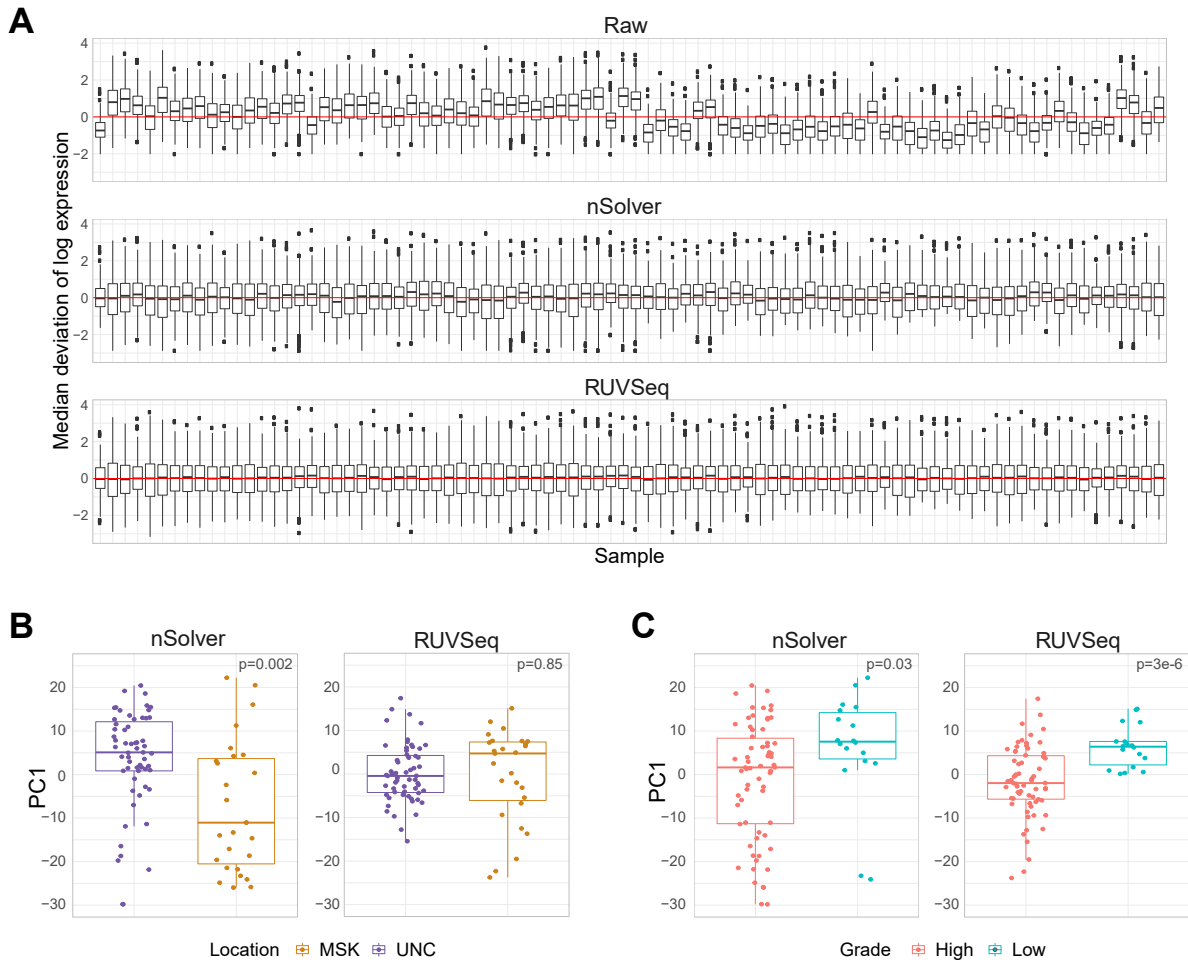 A
Raw
4
2
0
−2
nSolver
4
2
0
−2
RUVSeq
4
2
0
−2
Median deviation of log expression
Sample
B
nSolver
p=0.002
20
10
0
−10
−20
−30
PC1
RUVSeq
p=0.85
20
10
0
−10
−20
−30
Location MSK UNC
C
nSolver
p=0.03
20
10
0
−10
−20
−30
PC1
RUVSeq
p=3e-6
20
10
0
−10
−20
−30
Grade High Low